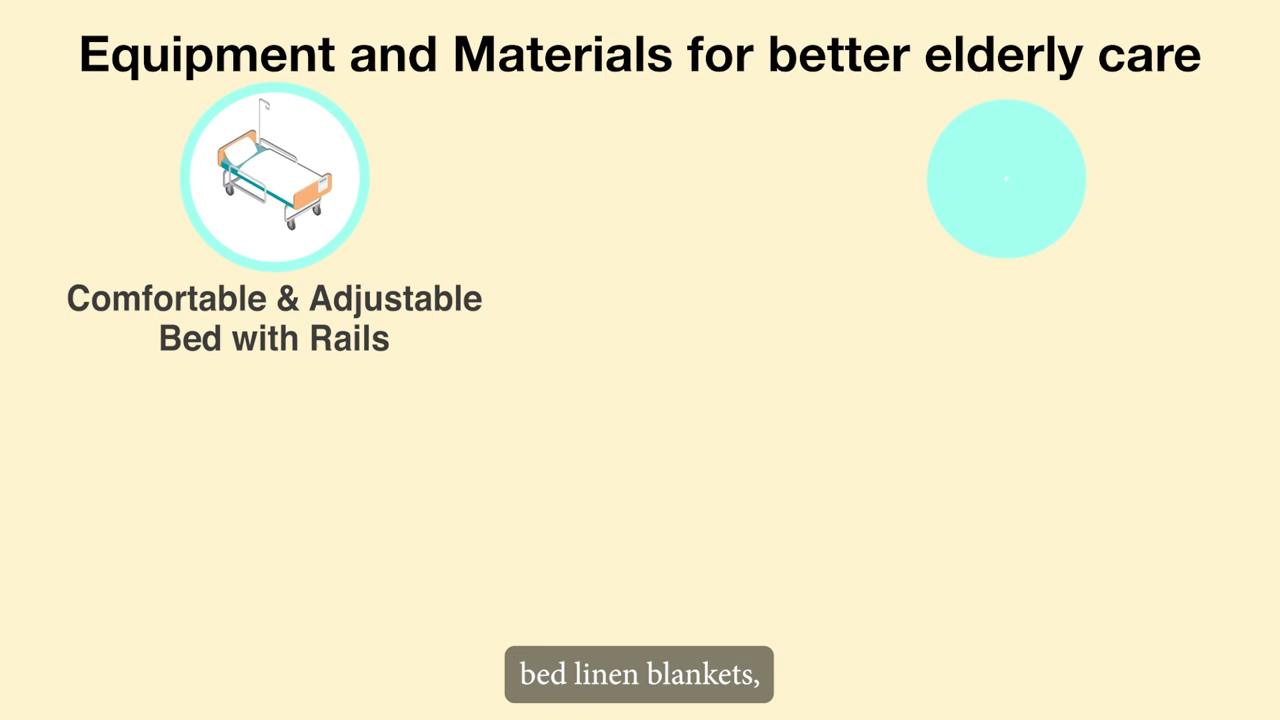 Equipment and Materials for better elderly care
Comfortable & Adjustable
Bed with Rails
bed linen blankets,